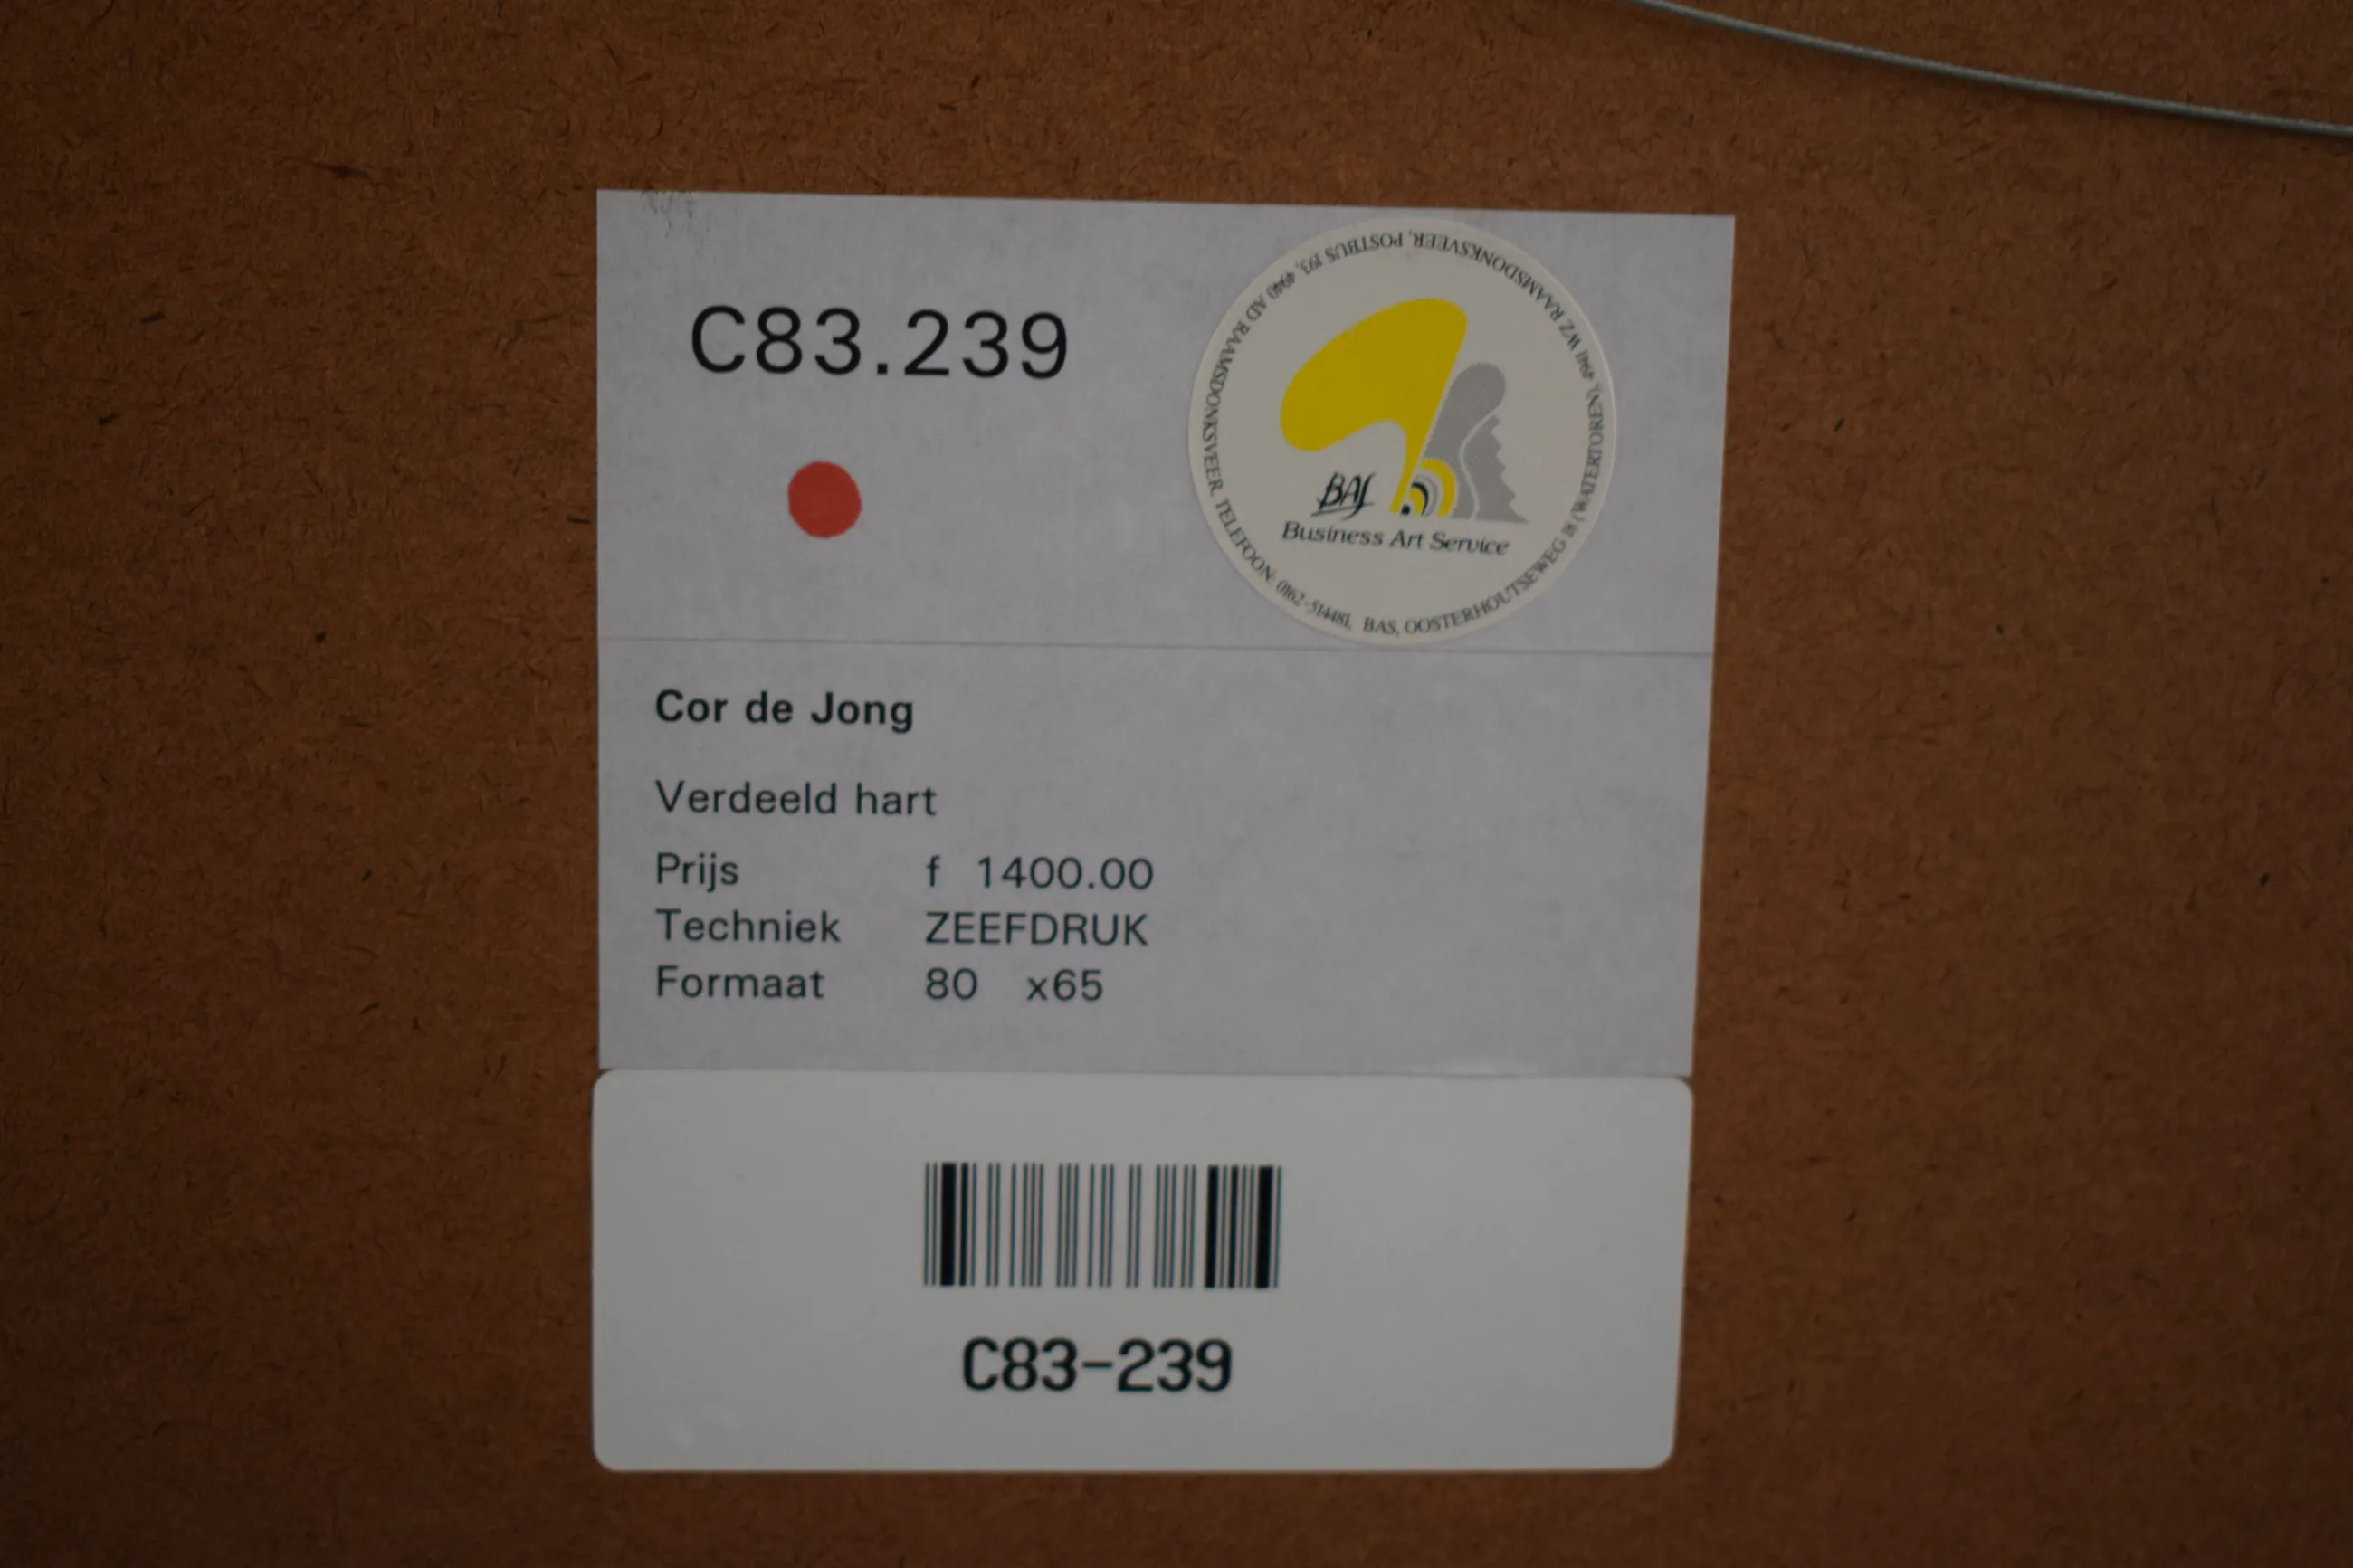 C83.239
BAS, OOSTERHOUTSEWEG 18 (WATERTOREN), 4941 WZ RAAMSDONKSVEER, POSTBUS 193, 4940 AD RAAMSDONKSVEER, TELEFOON: 0162-514481,
BAS
Business Art Service
Cor de Jong
Verdeeld hart
Prijs f 1400.00
Techniek ZEEFDRUK
Formaat 80 x65
C83-239